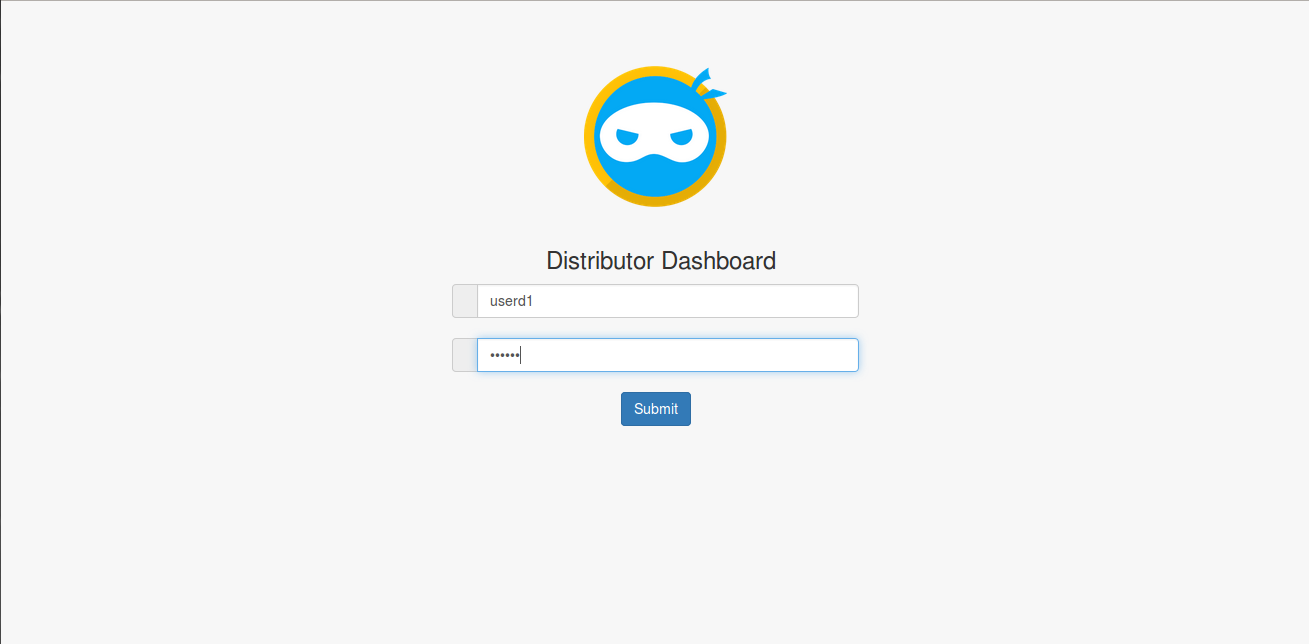 Distributor Dashboard
userd1
••••••
Submit